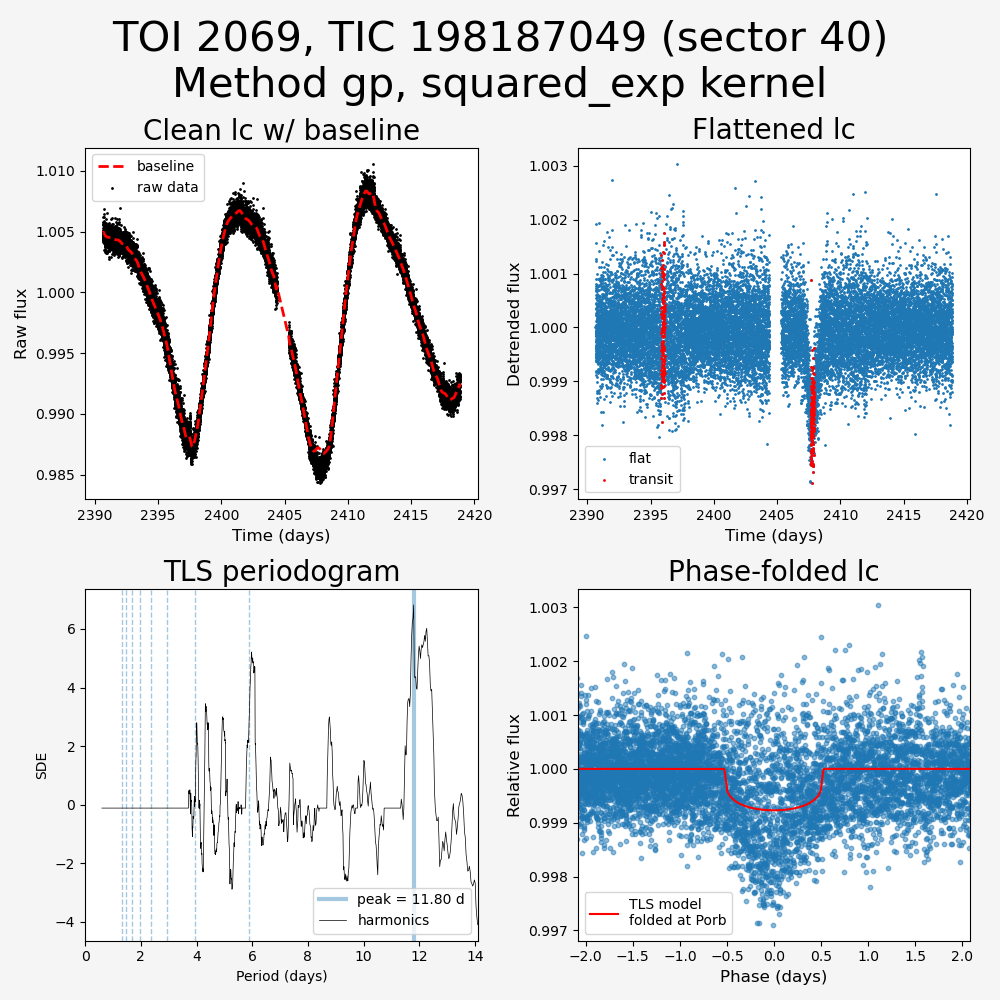 TOI 2069, TIC 198187049 (sector 40)
Method gp, squared_exp kernel
Clean lc w/ baseline
Raw flux
1.010
1.005
1.000
0.995
0.990
0.985
baseline
raw data
2390 2395 2400 2405 2410 2415 2420
Time (days)
Flattened lc
Detrended flux
1.003
1.002
1.001
1.000
0.999
0.998
0.997
flat
transit
2390 2395 2400 2405 2410 2415 2420
Time (days)
TLS periodogram
SDE
6
4
2
0
−2
−4
peak = 11.80 d
harmonics
0 2 4 6 8 10 12 14
Period (days)
Phase-folded lc
Relative flux
1.003
1.002
1.001
1.000
0.999
0.998
0.997
TLS model
folded at Porb
−2.0 −1.5 −1.0 −0.5 0.0 0.5 1.0 1.5 2.0
Phase (days)